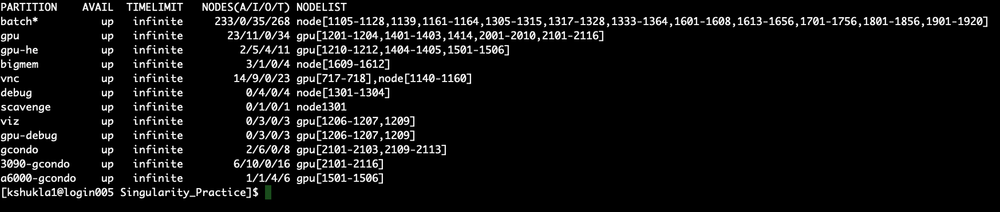 PARTITION AVAIL TIMELIMIT NODES(A/I/O/T) NODELIST
batch* up infinite 233/0/35/268 node[1105-1128,1139,1161-1164,1305-1315,1317-1328,1333-1364,1601-1608,1613-1656,1701-1756,1801-1856,1901-1920]
gpu up infinite 23/11/0/34 gpu[1201-1204,1401-1403,1414,2001-2010,2101-2116]
gpu-he up infinite 2/5/4/11 gpu[1210-1212,1404-1405,1501-1506]
bigmem up infinite 3/1/0/4 node[1609-1612]
vnc up infinite 14/9/0/23 gpu[717-718],node[1140-1160]
debug up infinite 0/4/0/4 node[1301-1304]
scavenge up infinite 0/1/0/1 node1301
viz up infinite 0/3/0/3 gpu[1206-1207,1209]
gpu-debug up infinite 0/3/0/3 gpu[1206-1207,1209]
gcondo up infinite 2/6/0/8 gpu[2101-2103,2109-2113]
3090-gcondo up infinite 6/10/0/16 gpu[2101-2116]
a6000-gcondo up infinite 1/1/4/6 gpu[1501-1506]
[kshukla1@login005 Singularity_Practice]$